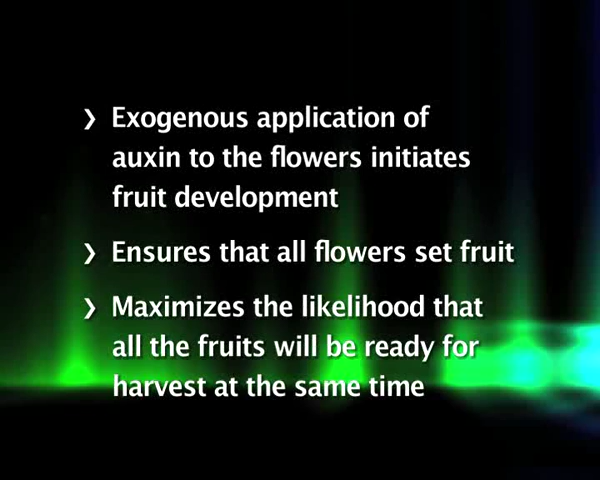 ❯ Exogenous application of
auxin to the flowers initiates
fruit development
❯ Ensures that all flowers set fruit
❯ Maximizes the likelihood that
all the fruits will be ready for
harvest at the same time